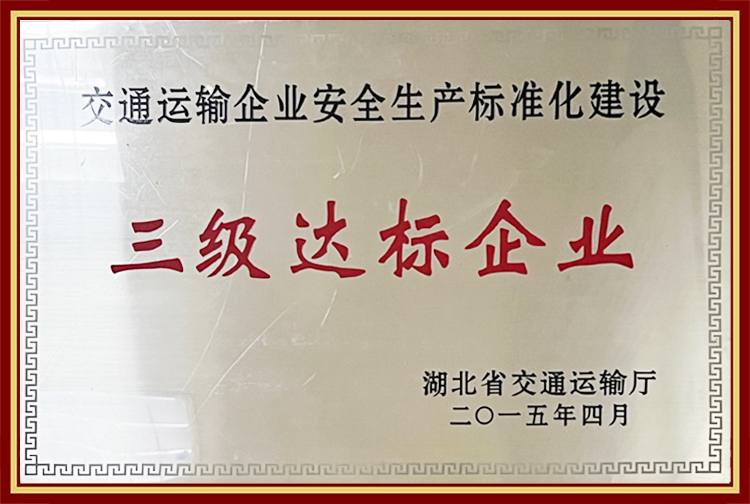 交通运输企业安全生产标准化建设
三级达标企业
湖北省交通运输厅
二〇一五年四月